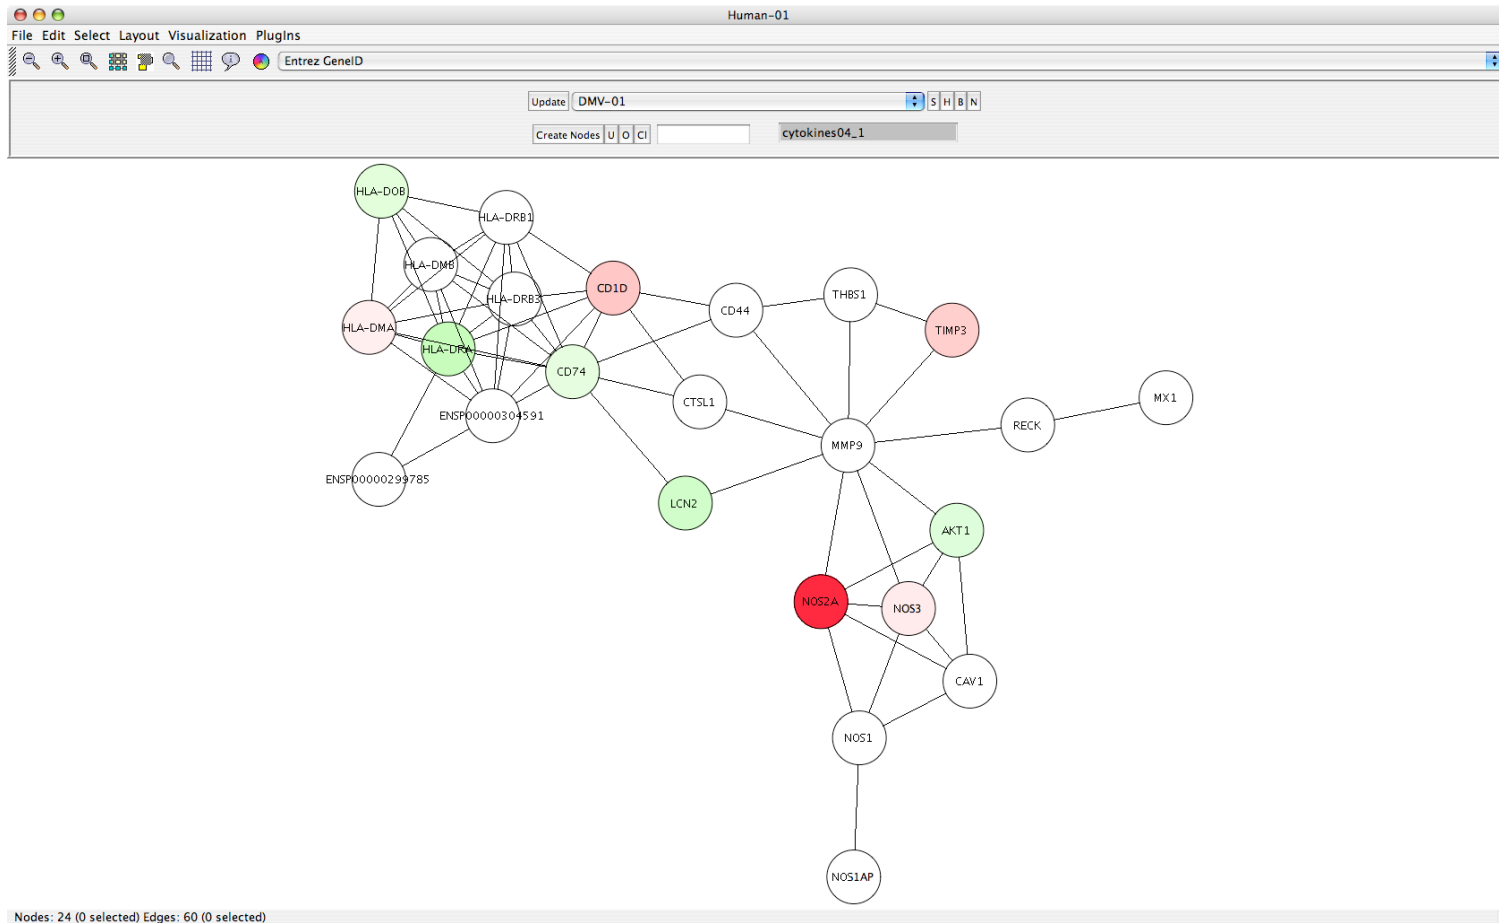 Human-01
File Edit Select Layout Visualization PlugIns
Entrez GeneID
Update DMV-01 S H B N
Create Nodes U O Cl
cytokines04_1
HLA-DOB
HLA-DRB1
HLA-DMB
HLA-DRB3
CD1D
THBS1
CD44
HLA-DMA
TIMP3
HLA-DRA
CD74
CTSL1
MX1
ENSP00000304591
RECK
MMP9
ENSP00000299785
LCN2
AKT1
NOS2A
NOS3
CAV1
NOS1
NOS1AP
Nodes: 24 (0 selected) Edges: 60 (0 selected)